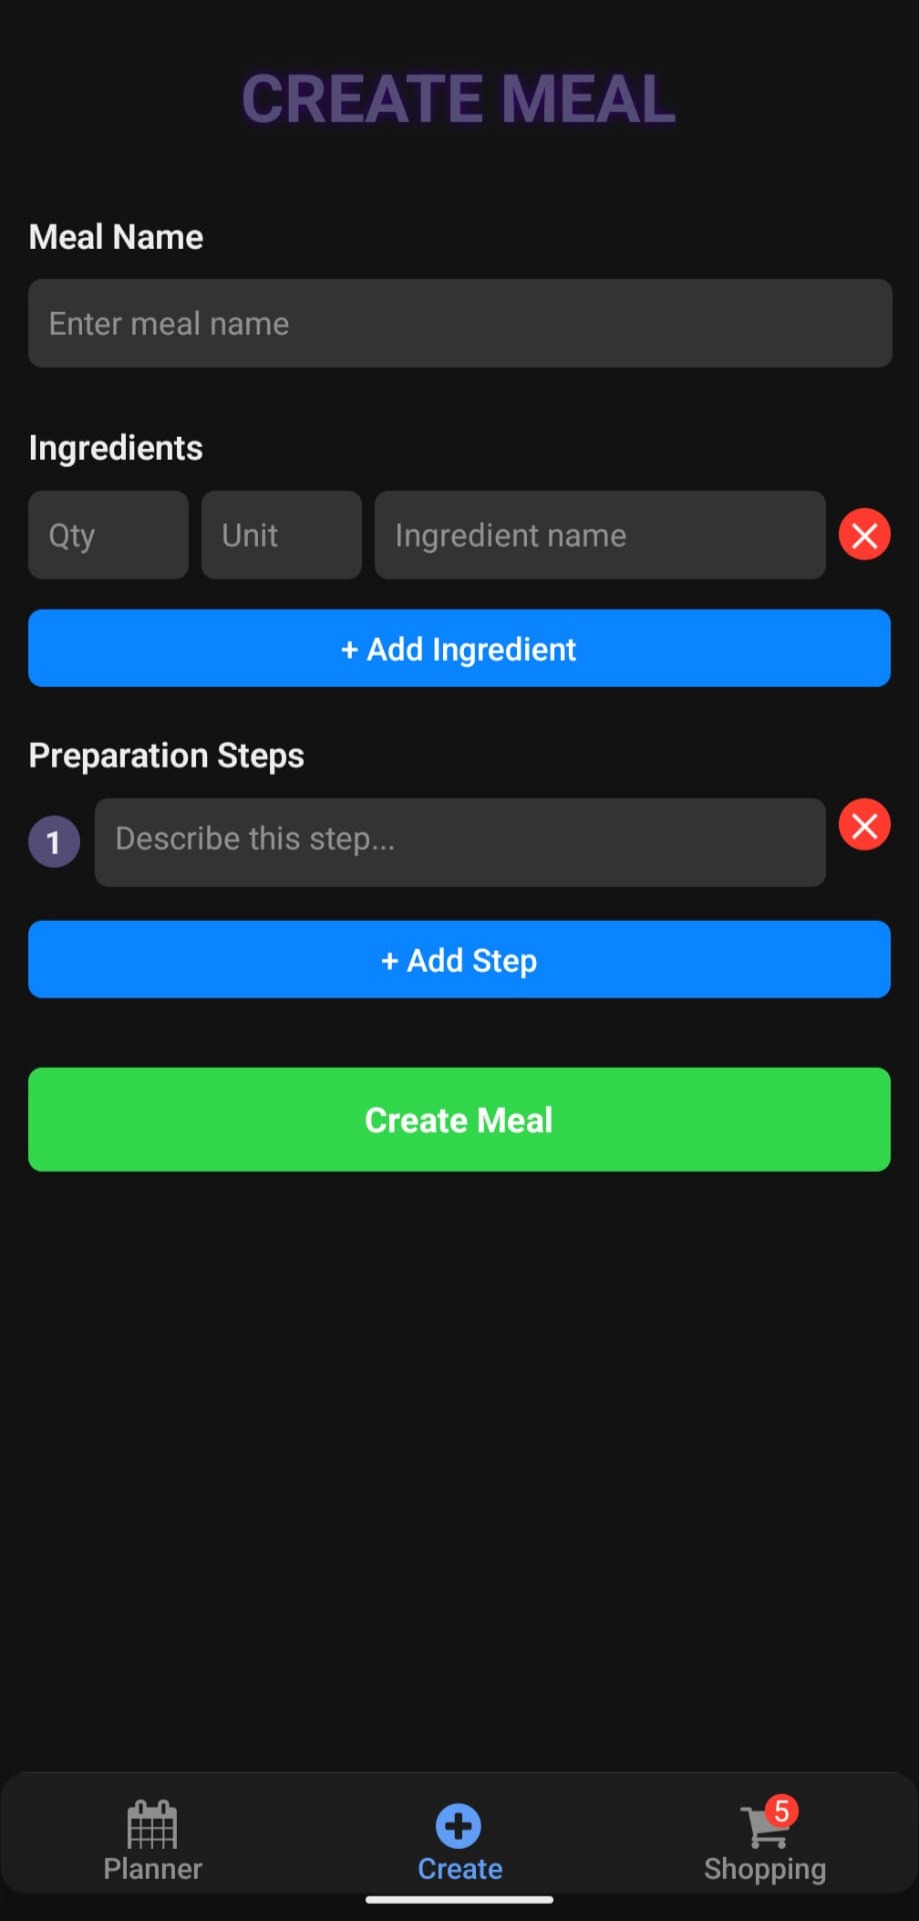 CREATE MEAL
Meal Name
Enter meal name
Ingredients
Qty Unit Ingredient name
+ Add Ingredient
Preparation Steps
1 Describe this step...
+ Add Step
Create Meal
5
Planner Create Shopping